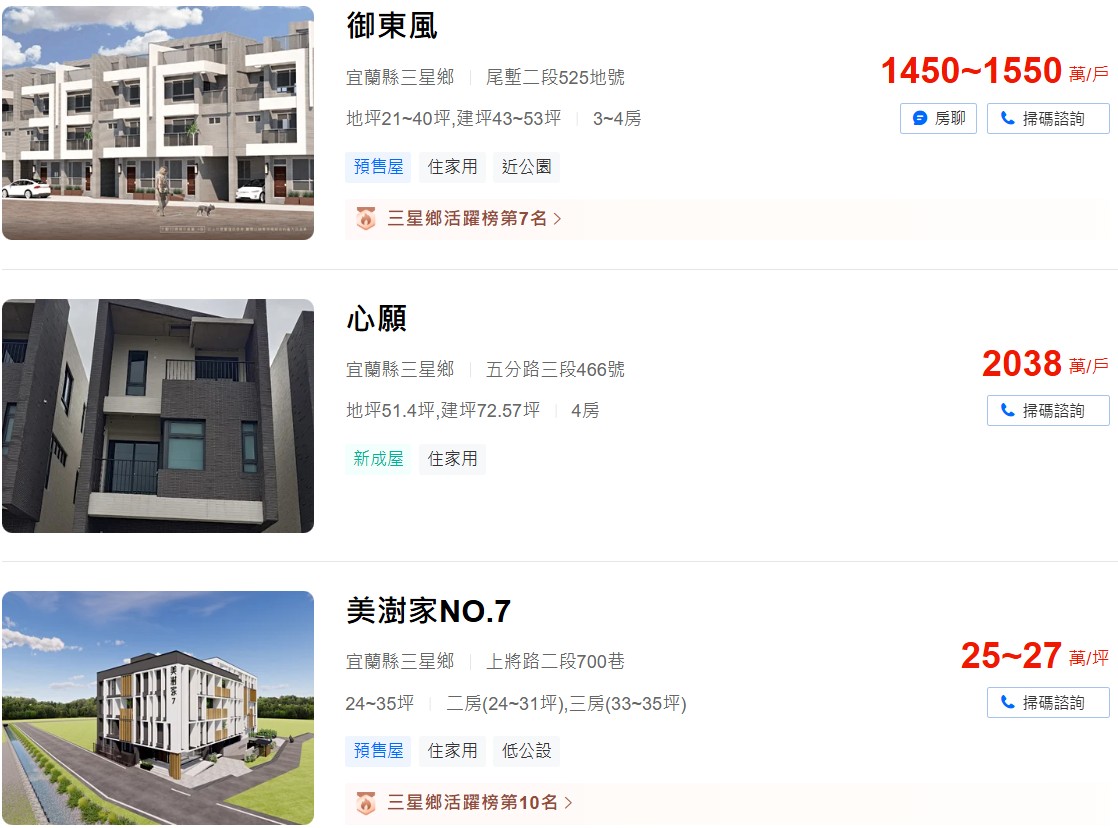 御東風
宜蘭縣三星鄉 尾塹二段525地號
1450~1550 萬/戶
地坪21~40坪,建坪43~53坪 3~4房
房聊 掃碼諮詢
預售屋 住家用 近公園
三星鄉活躍榜第7名
心願
宜蘭縣三星鄉 五分路三段466號
2038 萬/戶
地坪51.4坪,建坪72.57坪 4房
掃碼諮詢
新成屋 住家用
美澍家NO.7
宜蘭縣三星鄉 上將路二段700巷
25~27 萬/坪
24~35坪 二房(24~31坪),三房(33~35坪)
掃碼諮詢
美澍家7
預售屋 住家用 低公設
三星鄉活躍榜第10名